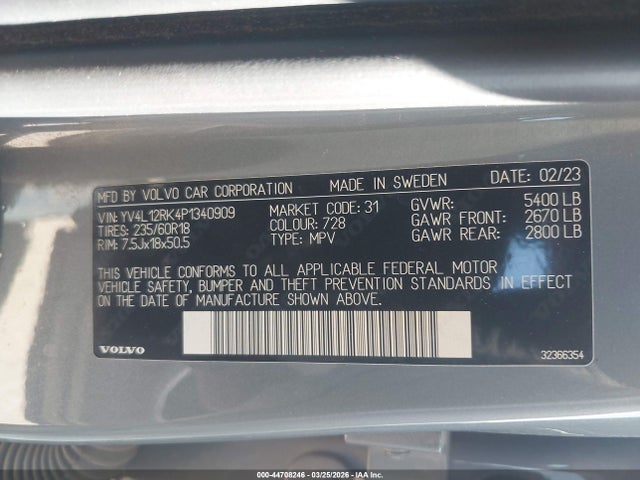 MFD BY VOLVO CAR CORPORATION MADE IN SWEDEN DATE: 02/23
VIN: YV4L12RK4P1340909 MARKET CODE: 31 GVWR: 5400 LB
TIRES: 235/60R18 COLOUR: 728 GAWR FRONT: 2670 LB
RIM: 7.5Jx18x50.5 TYPE: MPV GAWR REAR: 2800 LB
THIS VEHICLE CONFORMS TO ALL APPLICABLE FEDERAL MOTOR
VEHICLE SAFETY, BUMPER AND THEFT PREVENTION STANDARDS IN EFFECT
ON THE DATE OF MANUFACTURE SHOWN ABOVE.
VOLVO 32366354
000-44708246 | 03/25/2026 | IAA Inc.